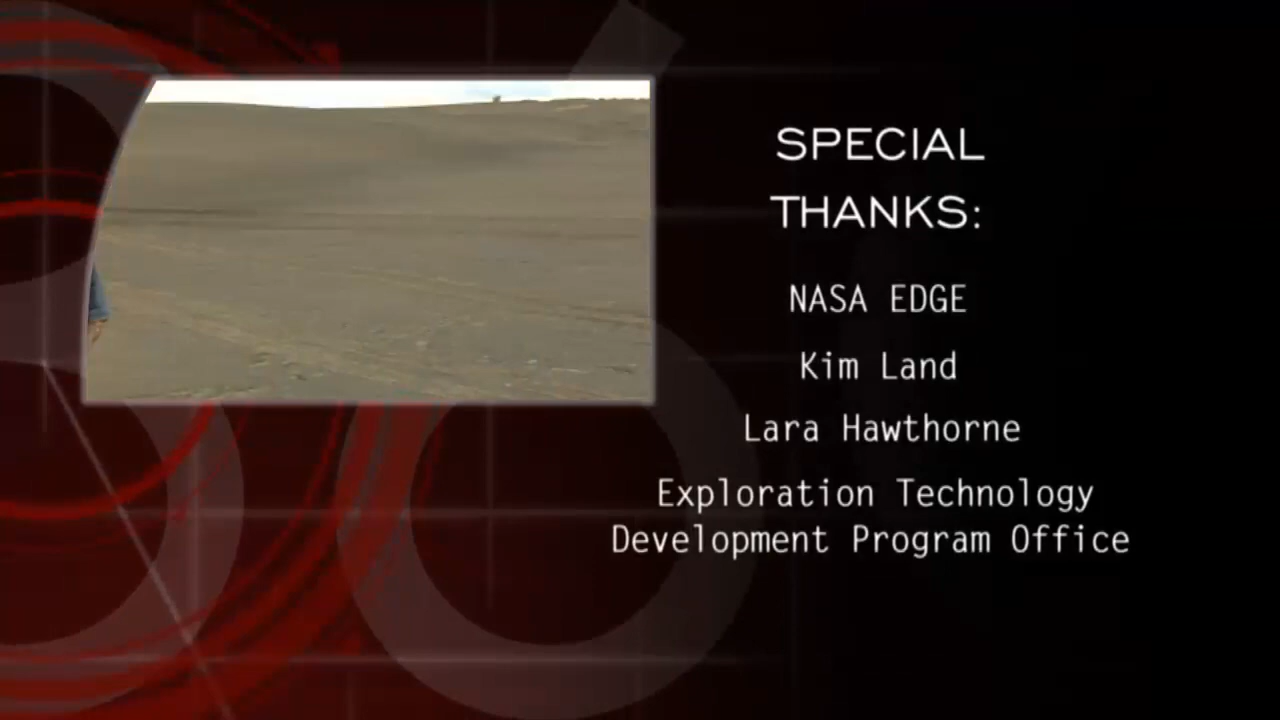 SPECIAL
THANKS:
NASA EDGE
Kim Land
Lara Hawthorne
Exploration Technology
Development Program Office